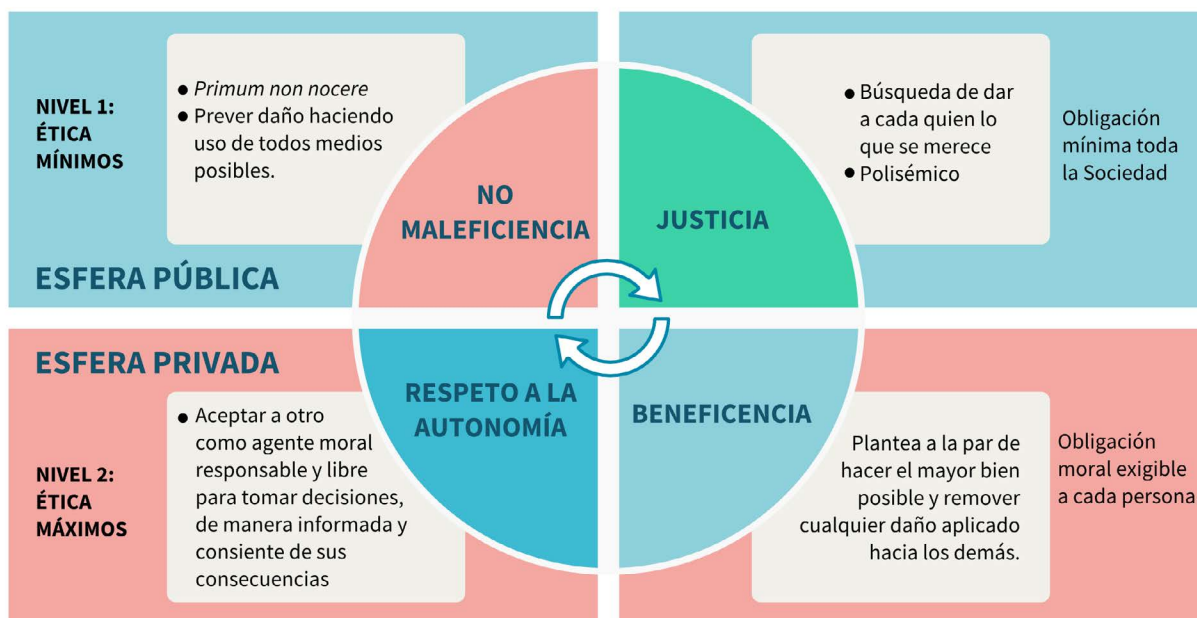 NIVEL 1:
ÉTICA
MÍNIMOS
● Primum non nocere
● Prever daño haciendo
uso de todos medios
posibles.
NO
MALEFICIENCIA
JUSTICIA
● Búsqueda de dar
a cada quien lo
que se merece
● Polisémico
Obligación
mínima toda
la Sociedad
ESFERA PÚBLICA
ESFERA PRIVADA
NIVEL 2:
ÉTICA
MÁXIMOS
● Aceptar a otro
como agente moral
responsable y libre
para tomar decisiones,
de manera informada y
consiente de sus
consecuencias
RESPETO A LA
AUTONOMÍA
BENEFICENCIA
Plantea a la par de
hacer el mayor bien
posible y remover
cualquier daño aplicado
hacia los demás.
Obligación
moral exigible
a cada persona